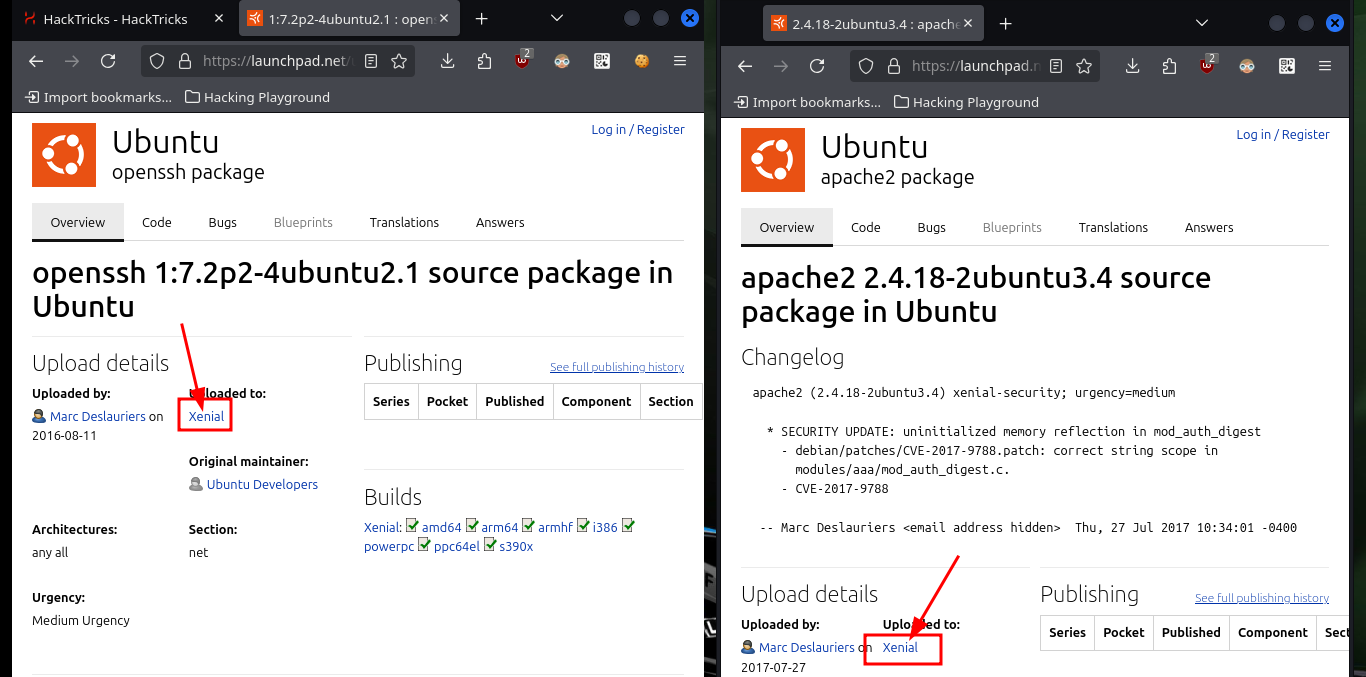 HackTricks - HackTricks
1:7.2p2-4ubuntu2.1 : open
https://launchpad.net/
2
Import bookmarks...
Hacking Playground
Ubuntu
openssh package
Log in / Register
Overview
Code
Bugs
Blueprints
Translations
Answers
openssh 1:7.2p2-4ubuntu2.1 source package in
Ubuntu
Upload details
Uploaded by:
Marc Deslauriers on
2016-08-11
Uploaded to:
Xenial
Original maintainer:
Ubuntu Developers
Architectures:
any all
Section:
net
Urgency:
Medium Urgency
Publishing
See full publishing history
Series
Pocket
Published
Component
Section
Builds
Xenial: amd64 arm64 armhf i386
powerpc ppc64el s390x
2.4.18-2ubuntu3.4 : apache
https://launchpad.n
2
Import bookmarks...
Hacking Playground
Ubuntu
apache2 package
Log in / Register
Overview
Code
Bugs
Blueprints
Translations
Answers
apache2 2.4.18-2ubuntu3.4 source
package in Ubuntu
Changelog
apache2 (2.4.18-2ubuntu3.4) xenial-security; urgency=medium
* SECURITY UPDATE: uninitialized memory reflection in mod_auth_digest
- debian/patches/CVE-2017-9788.patch: correct string scope in
modules/aaa/mod_auth_digest.c.
- CVE-2017-9788
-- Marc Deslauriers <email address hidden>  Thu, 27 Jul 2017 10:34:01 -0400
Upload details
Uploaded by:
Marc Deslauriers on
2017-07-27
Uploaded to:
Xenial
Publishing
See full publishing history
Series
Pocket
Published
Component
Sect